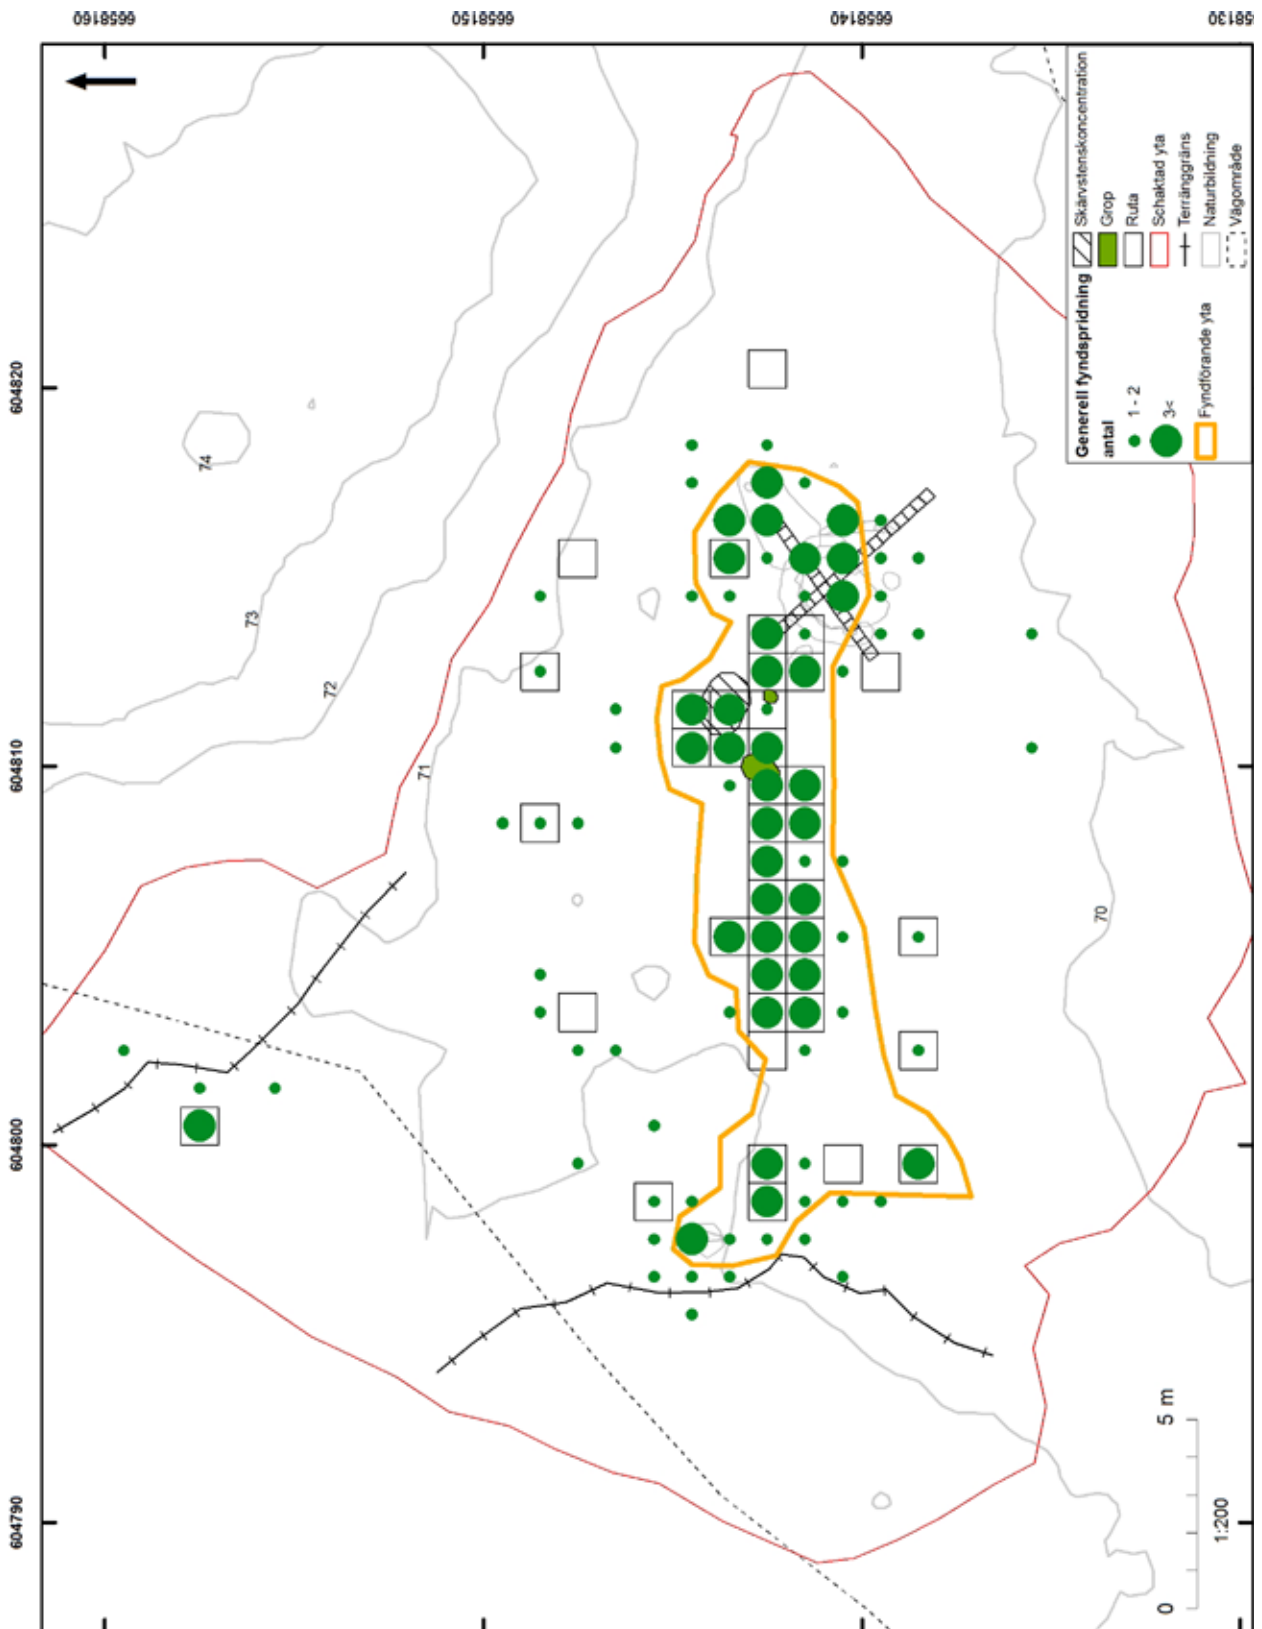 6658160
6658150
6658140
58130
604820
604810
604800
604790
74
73
72
71
70
Generell fyndspridning
antal
1 - 2
3<
Fyndförande yta
Skärvstenskoncentration
Grop
Ruta
Schaktad yta
Terränggräns
Naturbildning
Vägområde
0 5 m
1:200